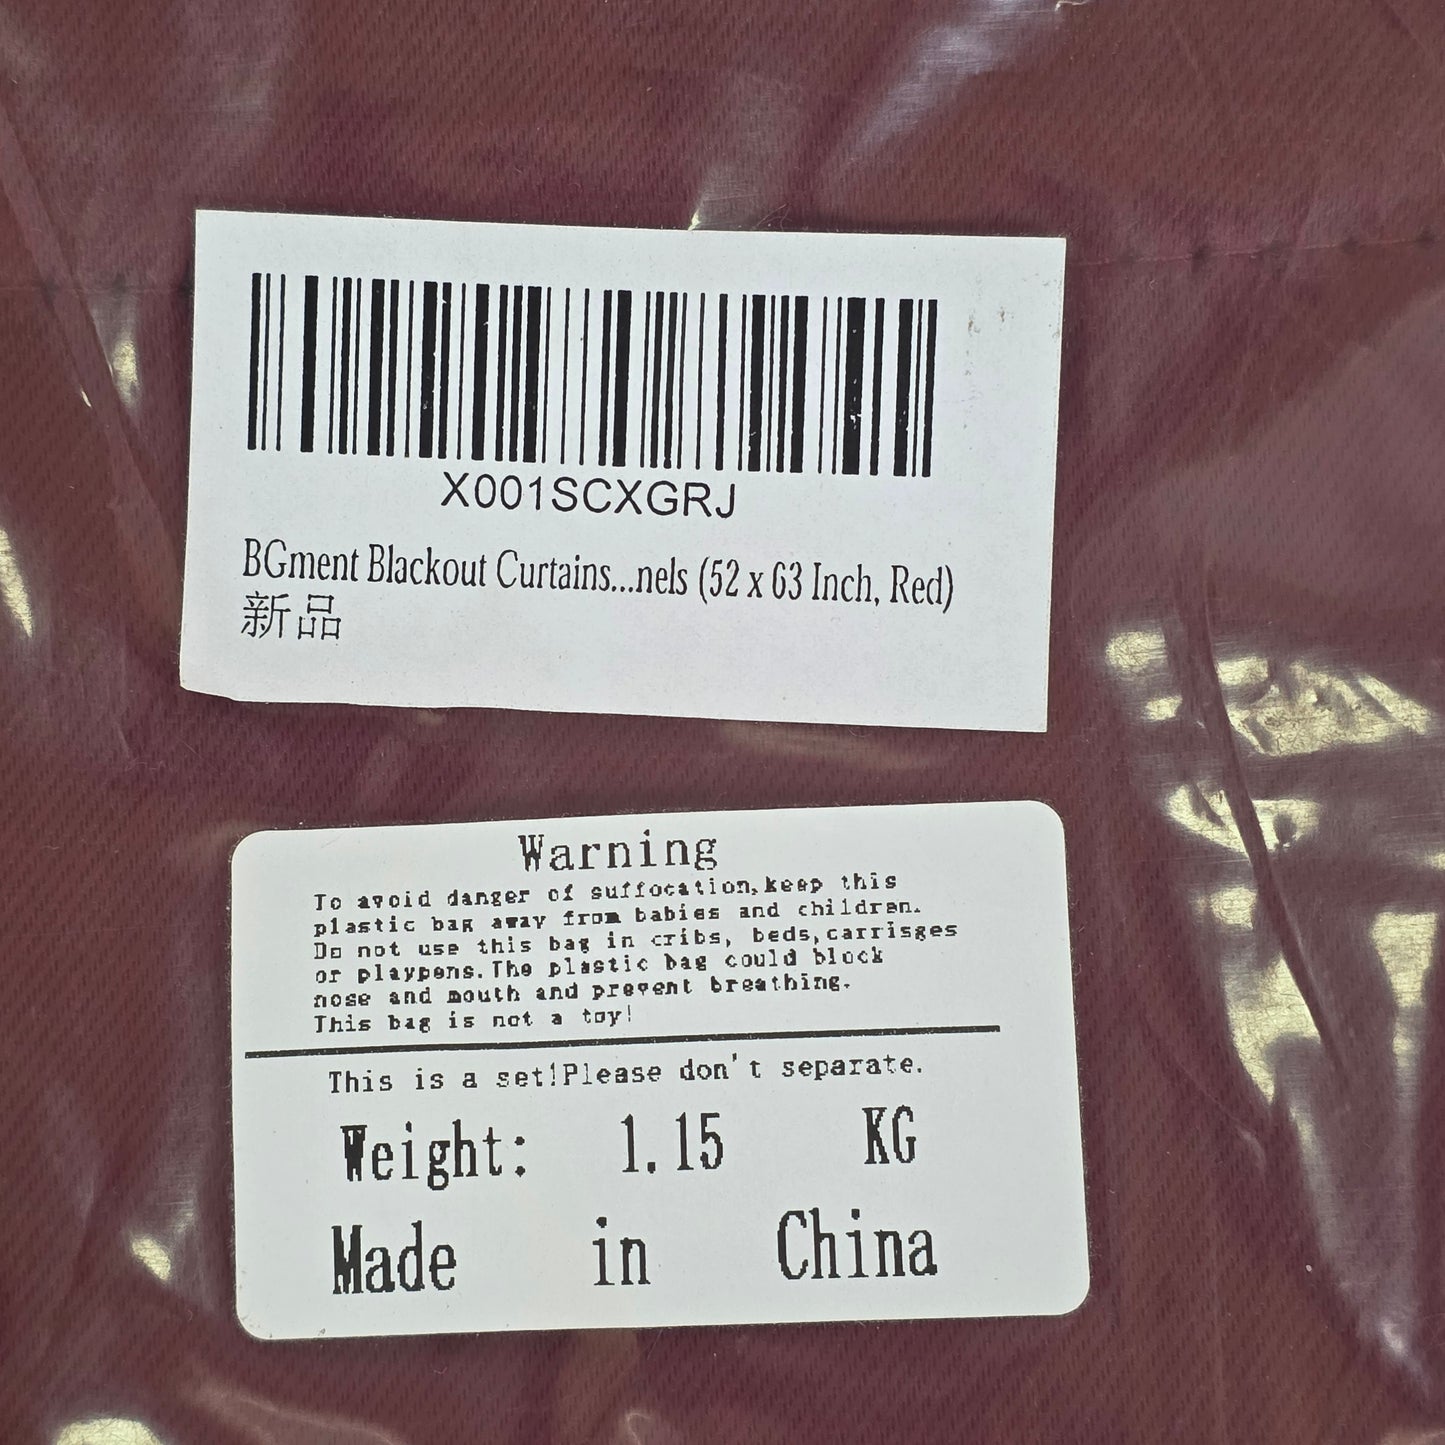 X001SCXGRJ
BGment Blackout Curtains...nels (52 x 63 Inch, Red)
新品
Warning
To avoid danger of suffocation,keep this
plastic bag away from babies and children.
Do not use this bag in cribs, beds,carrisges
or playpens.The plastic bag could block
nose and mouth and prevent breathing.
This bag is not a toy!
This is a set!Please don't separate.
Weight: 1.15 KG
Made in China